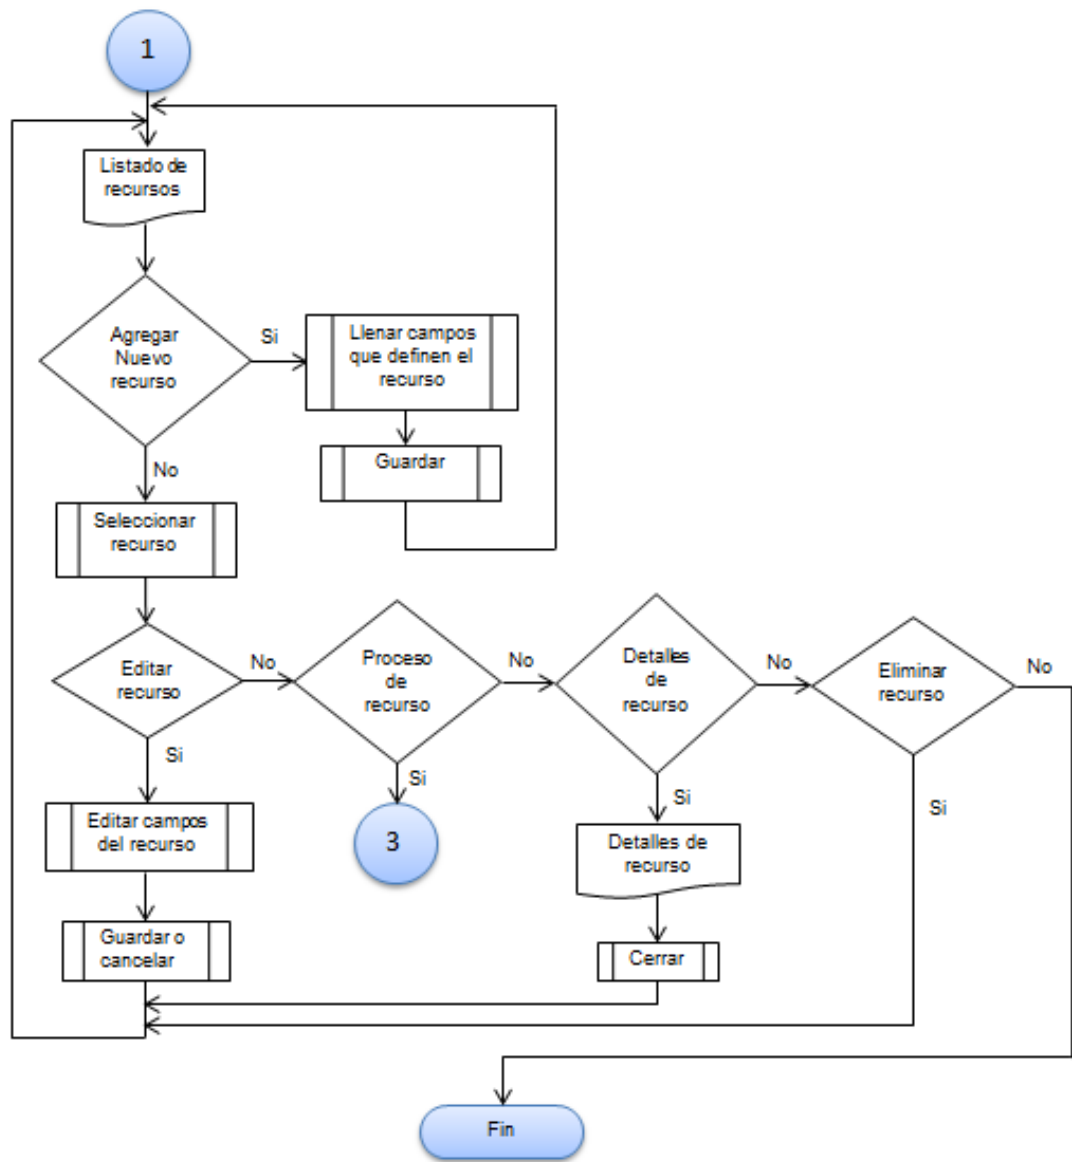 1
Listado de
recursos
Agregar
Nuevo
recurso
Si
Llenar campos
que definen el
recurso
Guardar
No
Seleccionar
recurso
Editar
recurso
No
Proceso
de
recurso
No
Detalles
de
recurso
No
Eliminar
recurso
No
Si
Editar campos
del recurso
Guardar o
cancelar
Si
3
Si
Detalles de
recurso
Cerrar
Si
Fin